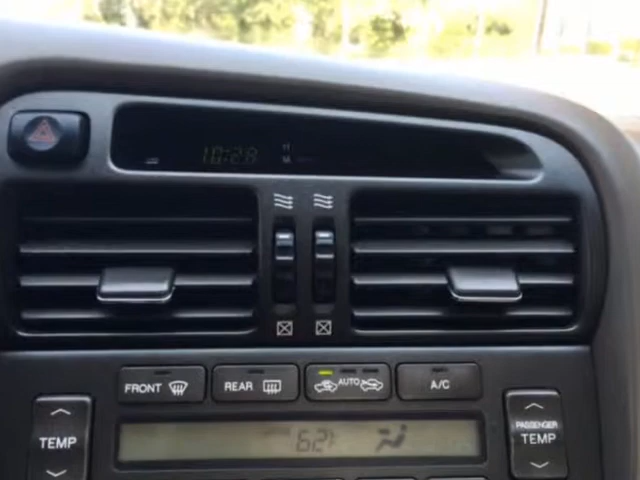 10:28
FRONT
REAR
AUTO
A/C
TEMP
62
PASSENGER
TEMP